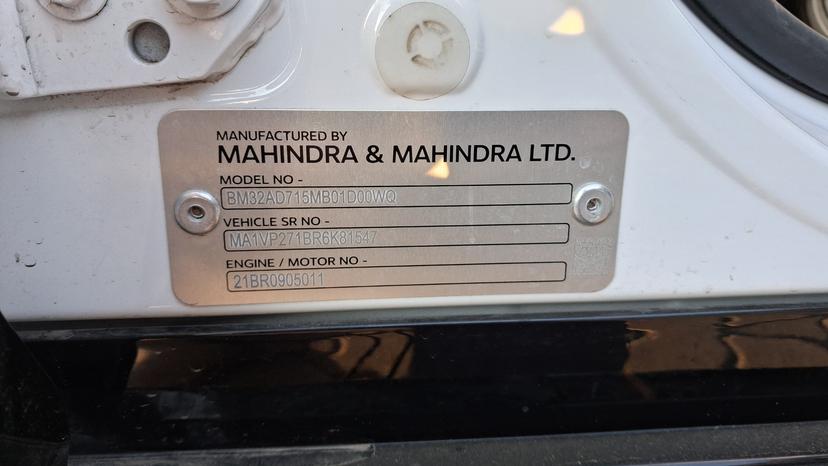 MANUFACTURED BY
MAHINDRA & MAHINDRA LTD.
MODEL NO -
BM32AD715MB01D00WQ
VEHICLE SR NO -
MA1VP271BR6K81547
ENGINE / MOTOR NO -
21BR0905011